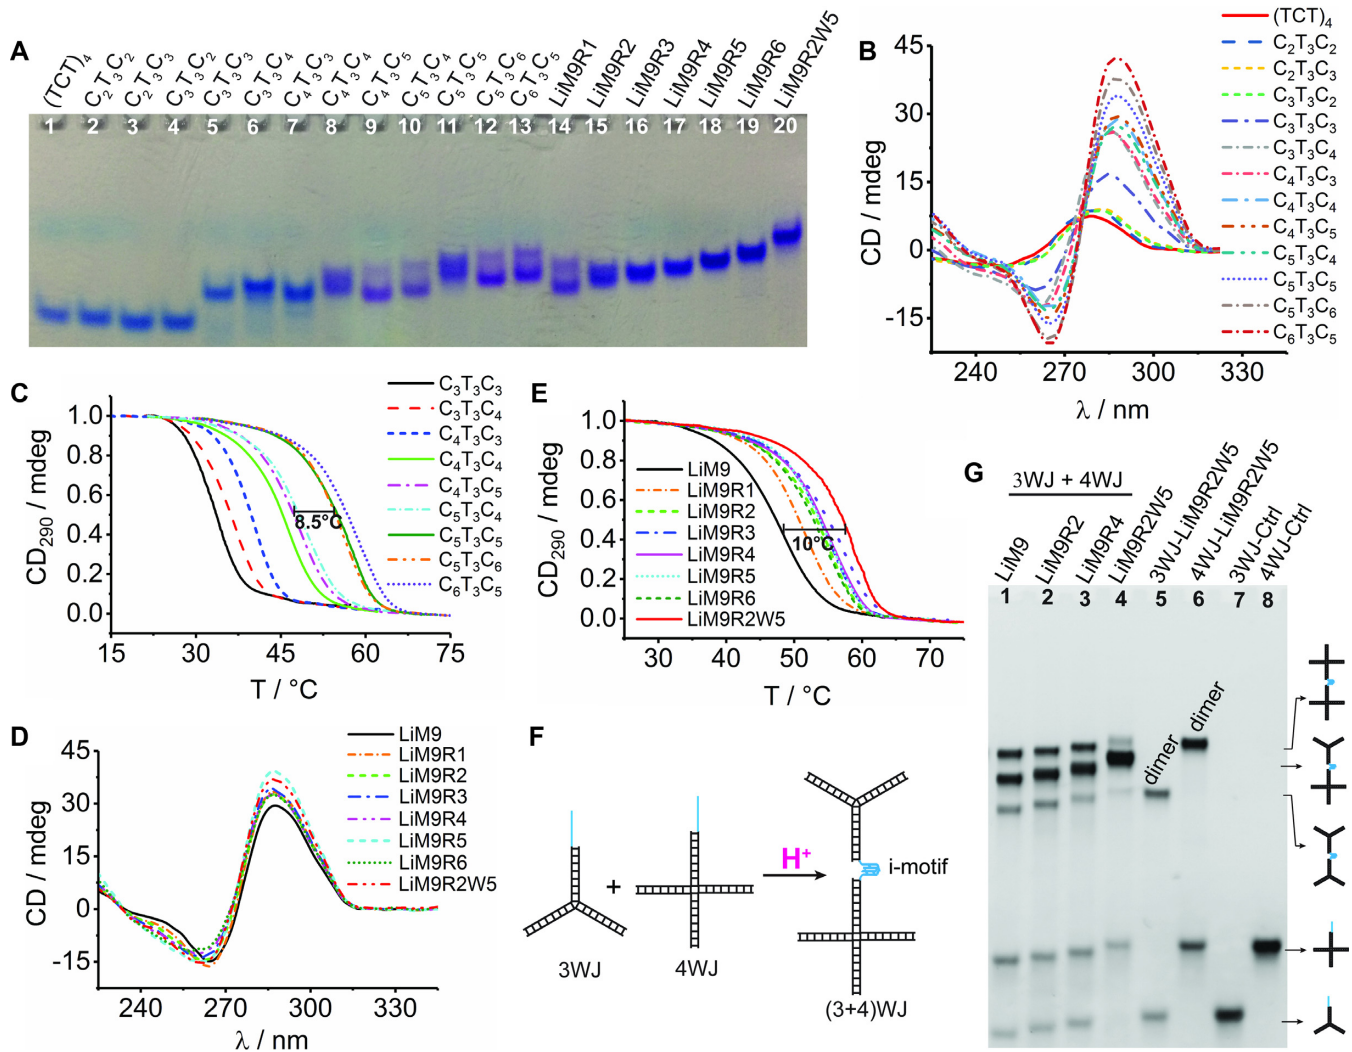 A
(TCT)4
C2T3C2
C2T3C3
C3T3C2
C3T3C3
C3T3C4
C4T3C3
C4T3C4
C4T3C5
C5T3C4
C5T3C5
C5T3C6
C6T3C5
LiM9R1
LiM9R2
LiM9R3
LiM9R4
LiM9R5
LiM9R6
LiM9R2W5
1 2 3 4 5 6 7 8 9 10 11 12 13 14 15 16 17 18 19 20
B
45
30
15
0
-15
CD / mdeg
240 270 300 330
λ / nm
(TCT)4
C2T3C2
C2T3C3
C3T3C2
C3T3C3
C3T3C4
C4T3C3
C4T3C4
C4T3C5
C5T3C4
C5T3C5
C5T3C6
C6T3C5
C
1.0
0.8
0.6
0.4
0.2
0.0
CD290 / mdeg
15 30 45 60 75
T / °C
8.5°C
C3T3C3
C3T3C4
C4T3C3
C4T3C4
C4T3C5
C5T3C4
C5T3C5
C5T3C6
C6T3C5
E
1.0
0.8
0.6
0.4
0.2
0.0
CD290 / mdeg
30 40 50 60 70
T / °C
10°C
LiM9
LiM9R1
LiM9R2
LiM9R3
LiM9R4
LiM9R5
LiM9R6
LiM9R2W5
D
45
30
15
0
-15
CD / mdeg
240 270 300 330
λ / nm
LiM9
LiM9R1
LiM9R2
LiM9R3
LiM9R4
LiM9R5
LiM9R6
LiM9R2W5
F
+
H+
i-motif
3WJ
4WJ
(3+4)WJ
G
3WJ + 4WJ
LiM9
LiM9R2
LiM9R4
LiM9R2W5
3WJ-LiM9R2W5
4WJ-LiM9R2W5
3WJ-Ctrl
4WJ-Ctrl
1 2 3 4 5 6 7 8
dimer
dimer